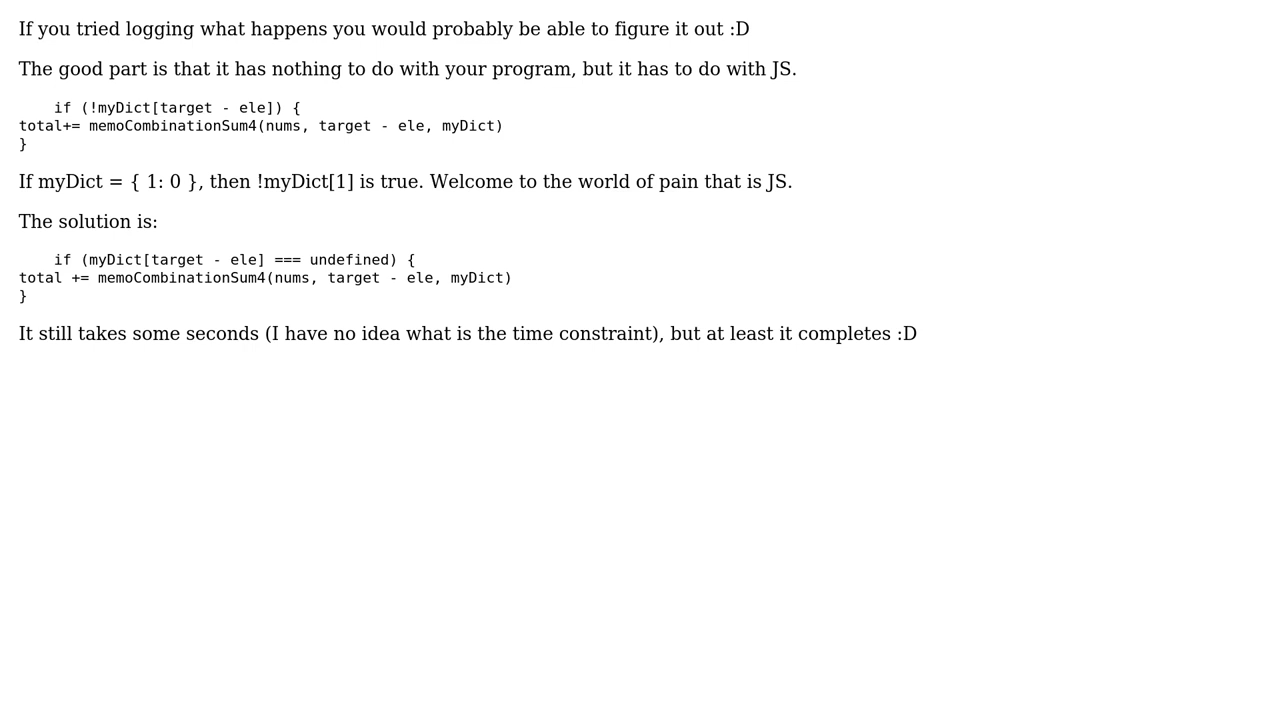 If you tried logging what happens you would probably be able to figure it out :D
The good part is that it has nothing to do with your program, but it has to do with JS.
    if (!myDict[target - ele]) {
total+= memoCombinationSum4(nums, target - ele, myDict)
}
If myDict = { 1: 0 }, then !myDict[1] is true. Welcome to the world of pain that is JS.
The solution is:
    if (myDict[target - ele] === undefined) {
total += memoCombinationSum4(nums, target - ele, myDict)
}
It still takes some seconds (I have no idea what is the time constraint), but at least it completes :D